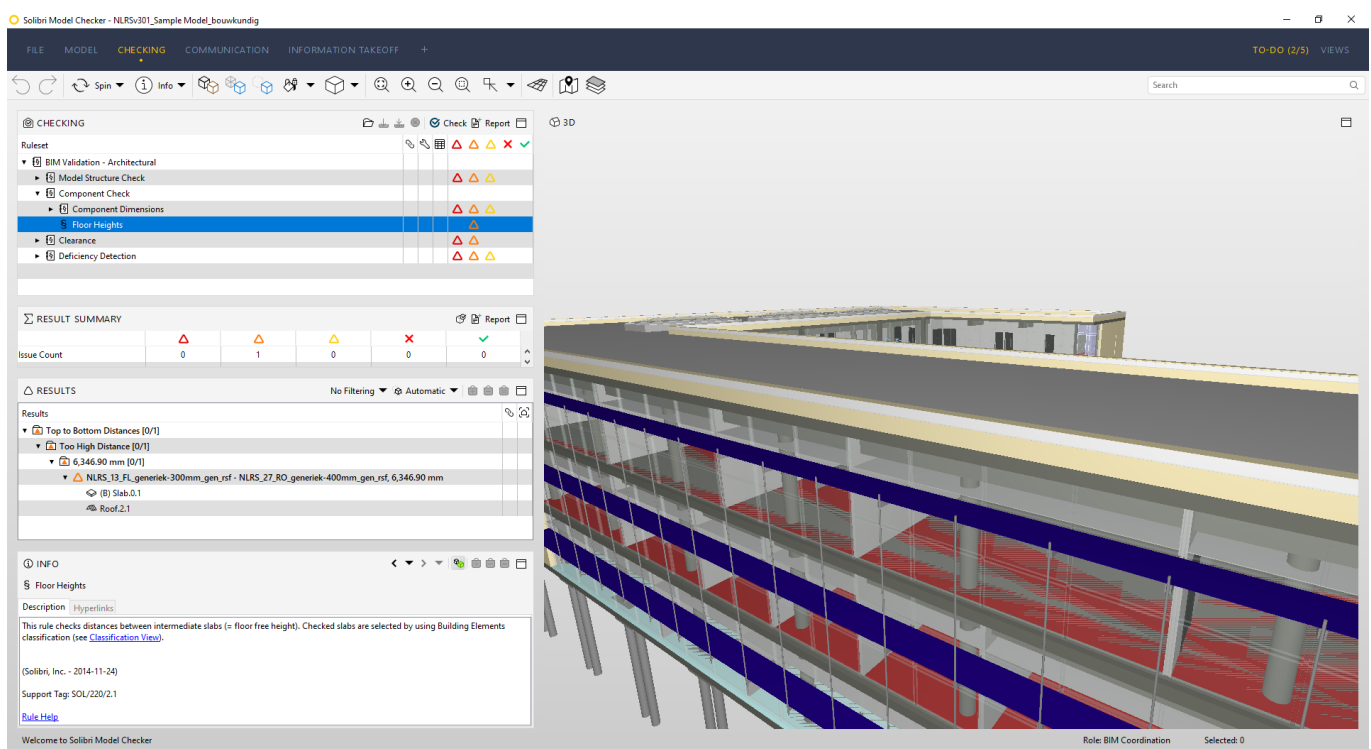 Solibri Model Checker - NLRSv301_Sample Model_bouwkundig
FILE MODEL CHECKING COMMUNICATION INFORMATION TAKEOFF +
TO-DO (2/5) VIEWS
Spin Info
Search
CHECKING
Check Report
3D
Ruleset
BIM Validation - Architectural
Model Structure Check
Component Check
Component Dimensions
§ Floor Heights
Clearance
Deficiency Detection
∑ RESULT SUMMARY
Report
Issue Count 0 1 0 0 0
RESULTS
No Filtering Automatic
Results
Top to Bottom Distances [0/1]
Too High Distance [0/1]
6,346.90 mm [0/1]
NLRS_13_FL_generiek-300mm_gen_rsf - NLRS_27_RO_generiek-400mm_gen_rsf, 6,346.90 mm
(B) Slab.0.1
Roof.2.1
INFO
§ Floor Heights
Description Hyperlinks
This rule checks distances between intermediate slabs (= floor free height). Checked slabs are selected by using Building Elements
classification (see Classification View).
(Solibri, Inc. - 2014-11-24)
Support Tag: SOL/220/2.1
Rule Help
Welcome to Solibri Model Checker
Role: BIM Coordination Selected: 0